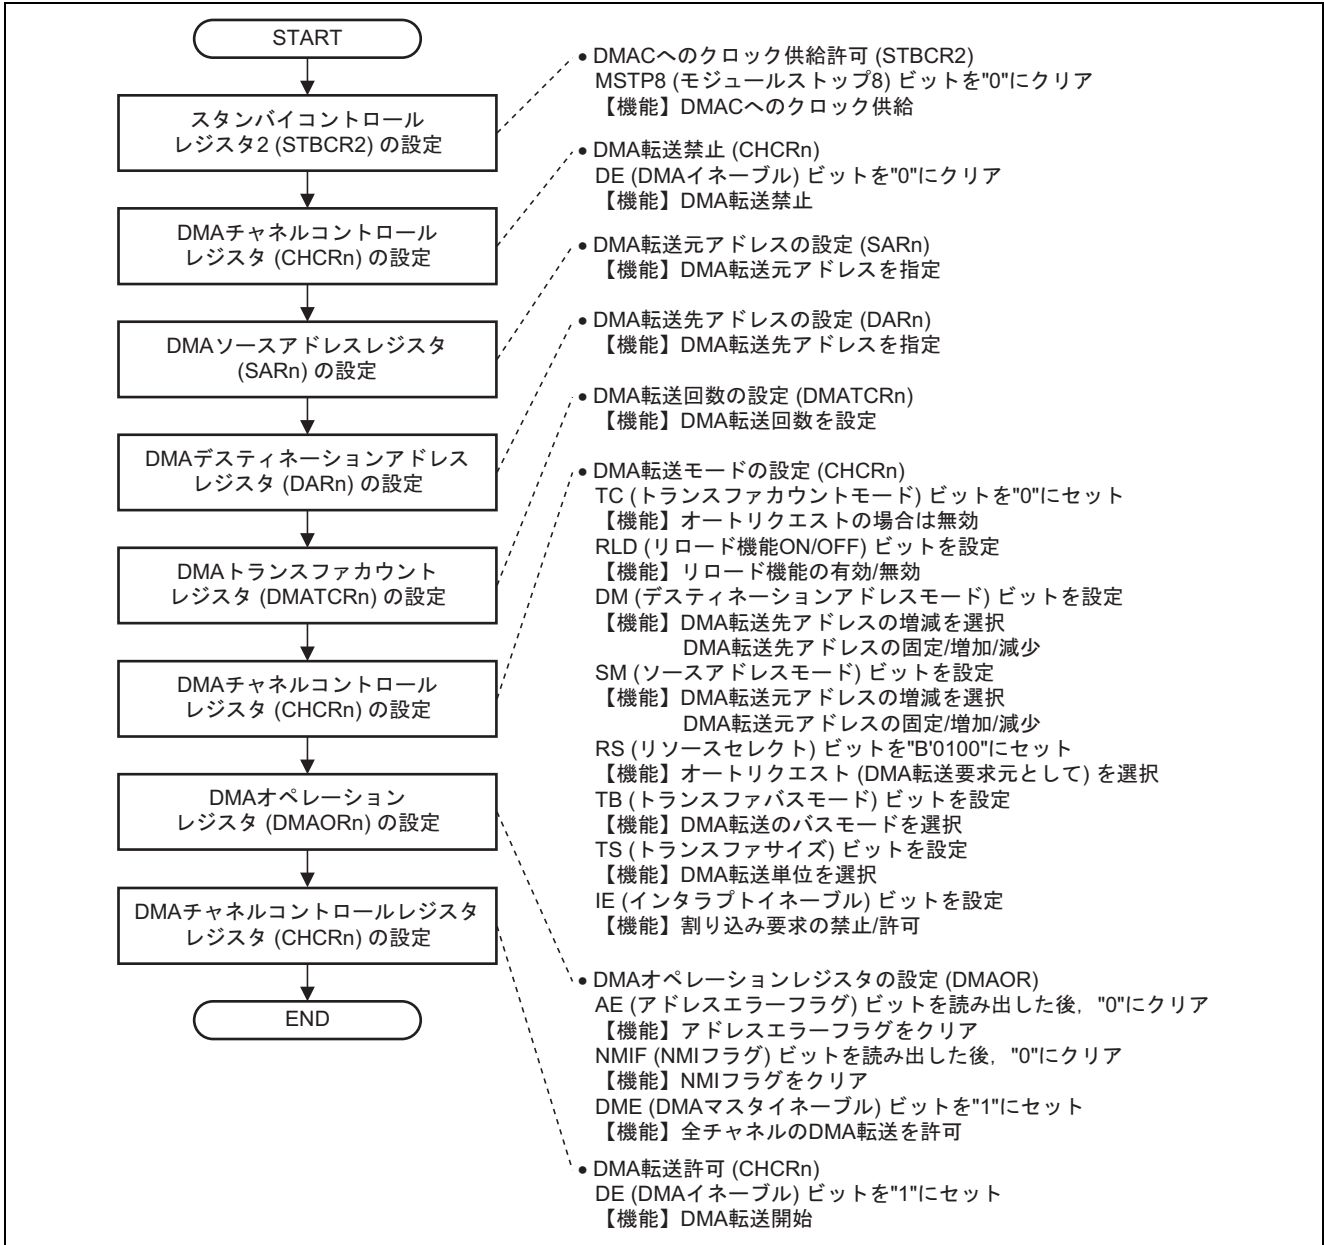 START
スタンバイコントロール
レジスタ2 (STBCR2) の設定
DMAチャネルコントロール
レジスタ (CHCRn) の設定
DMAソースアドレスレジスタ
(SARn) の設定
DMAデスティネーションアドレス
レジスタ (DARn) の設定
DMAトランスファカウント
レジスタ (DMATCRn) の設定
DMAチャネルコントロール
レジスタ (CHCRn) の設定
DMAオペレーション
レジスタ (DMAORn) の設定
DMAチャネルコントロールレジスタ
レジスタ (CHCRn) の設定
END
● DMACへのクロック供給許可 (STBCR2)
MSTP8 (モジュールストップ8) ビットを"0"にクリア
【機能】DMACへのクロック供給
● DMA転送禁止 (CHCRn)
DE (DMAイネーブル) ビットを"0"にクリア
【機能】DMA転送禁止
● DMA転送元アドレスの設定 (SARn)
【機能】DMA転送元アドレスを指定
● DMA転送先アドレスの設定 (DARn)
【機能】DMA転送先アドレスを指定
● DMA転送回数の設定 (DMATCRn)
【機能】DMA転送回数を設定
● DMA転送モードの設定 (CHCRn)
TC (トランスファカウントモード) ビットを"0"にセット
【機能】オートリクエストの場合は無効
RLD (リロード機能ON/OFF) ビットを設定
【機能】リロード機能の有効/無効
DM (デスティネーションアドレスモード) ビットを設定
【機能】DMA転送先アドレスの増減を選択
DMA転送先アドレスの固定/増加/減少
SM (ソースアドレスモード) ビットを設定
【機能】DMA転送元アドレスの増減を選択
DMA転送元アドレスの固定/増加/減少
RS (リソースセレクト) ビットを"B'0100"にセット
【機能】オートリクエスト (DMA転送要求元として) を選択
TB (トランスファバスモード) ビットを設定
【機能】DMA転送のバスモードを選択
TS (トランスファサイズ) ビットを設定
【機能】DMA転送単位を選択
IE (インタラプトイネーブル) ビットを設定
【機能】割り込み要求の禁止/許可
● DMAオペレーションレジスタの設定 (DMAOR)
AE (アドレスエラーフラグ) ビットを読み出した後，"0"にクリア
【機能】アドレスエラーフラグをクリア
NMIF (NMIフラグ) ビットを読み出した後，"0"にクリア
【機能】NMIフラグをクリア
DME (DMAマスタイネーブル) ビットを"1"にセット
【機能】全チャネルのDMA転送を許可
● DMA転送許可 (CHCRn)
DE (DMAイネーブル) ビットを"1"にセット
【機能】DMA転送開始